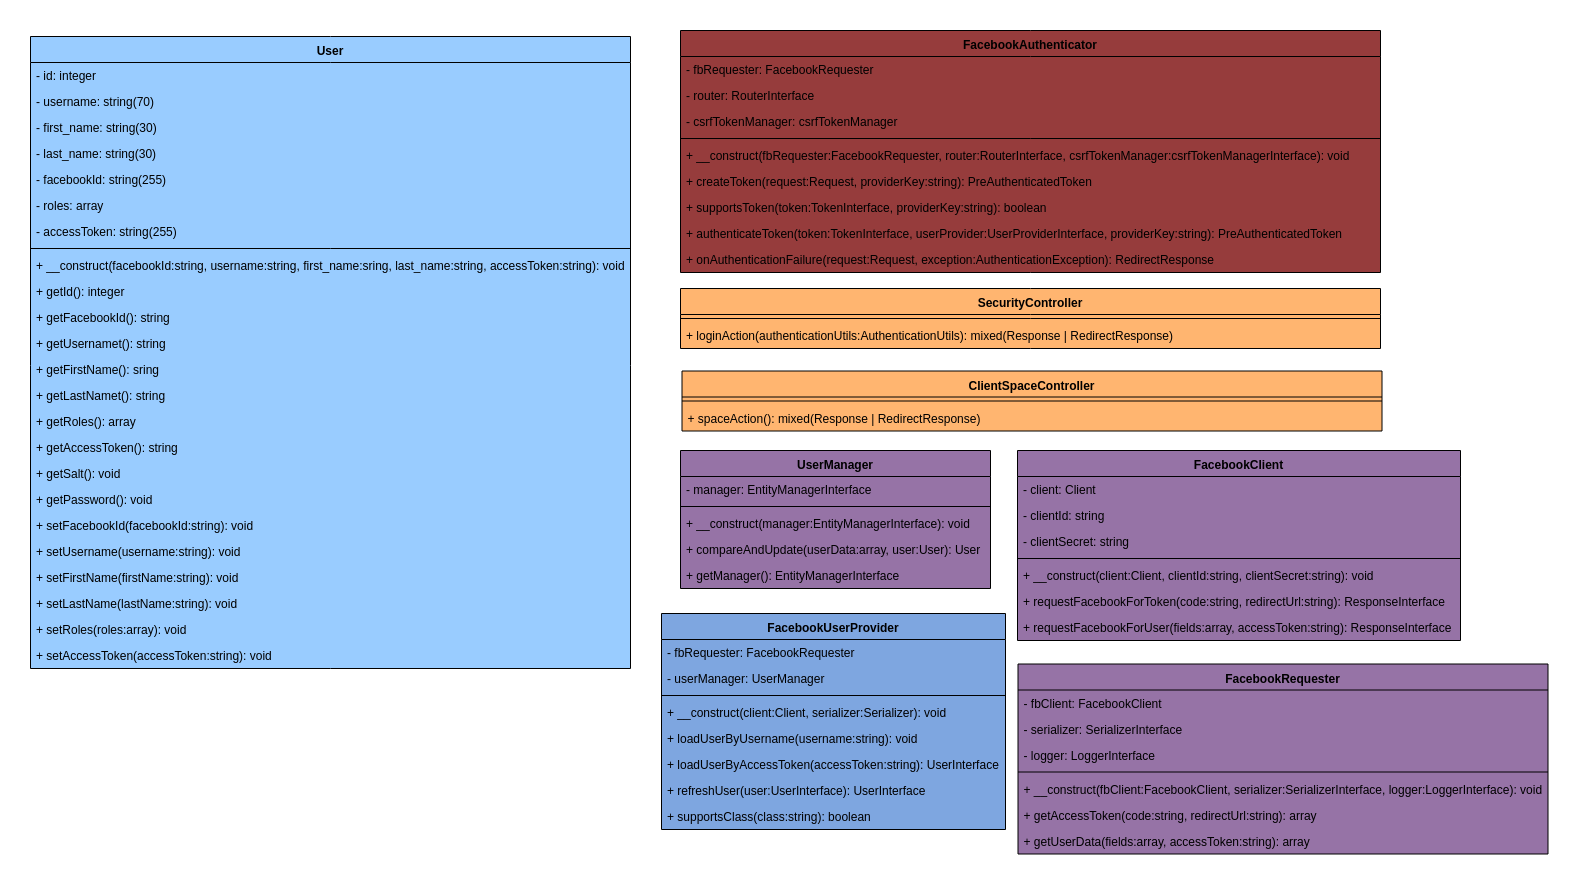 User
- id: integer
- username: string(70)
- first_name: string(30)
- last_name: string(30)
- facebookId: string(255)
- roles: array
- accessToken: string(255)
+ __construct(facebookId:string, username:string, first_name:sring, last_name:string, accessToken:string): void
+ getId(): integer
+ getFacebookId(): string
+ getUsernamet(): string
+ getFirstName(): sring
+ getLastNamet(): string
+ getRoles(): array
+ getAccessToken(): string
+ getSalt(): void
+ getPassword(): void
+ setFacebookId(facebookId:string): void
+ setUsername(username:string): void
+ setFirstName(firstName:string): void
+ setLastName(lastName:string): void
+ setRoles(roles:array): void
+ setAccessToken(accessToken:string): void
FacebookAuthenticator
- fbRequester: FacebookRequester
- router: RouterInterface
- csrfTokenManager: csrfTokenManager
+ __construct(fbRequester:FacebookRequester, router:RouterInterface, csrfTokenManager:csrfTokenManagerInterface): void
+ createToken(request:Request, providerKey:string): PreAuthenticatedToken
+ supportsToken(token:TokenInterface, providerKey:string): boolean
+ authenticateToken(token:TokenInterface, userProvider:UserProviderInterface, providerKey:string): PreAuthenticatedToken
+ onAuthenticationFailure(request:Request, exception:AuthenticationException): RedirectResponse
SecurityController
+ loginAction(authenticationUtils:AuthenticationUtils): mixed(Response | RedirectResponse)
ClientSpaceController
+ spaceAction(): mixed(Response | RedirectResponse)
UserManager
- manager: EntityManagerInterface
+ __construct(manager:EntityManagerInterface): void
+ compareAndUpdate(userData:array, user:User): User
+ getManager(): EntityManagerInterface
FacebookClient
- client: Client
- clientId: string
- clientSecret: string
+ __construct(client:Client, clientId:string, clientSecret:string): void
+ requestFacebookForToken(code:string, redirectUrl:string): ResponseInterface
+ requestFacebookForUser(fields:array, accessToken:string): ResponseInterface
FacebookUserProvider
- fbRequester: FacebookRequester
- userManager: UserManager
+ __construct(client:Client, serializer:Serializer): void
+ loadUserByUsername(username:string): void
+ loadUserByAccessToken(accessToken:string): UserInterface
+ refreshUser(user:UserInterface): UserInterface
+ supportsClass(class:string): boolean
FacebookRequester
- fbClient: FacebookClient
- serializer: SerializerInterface
- logger: LoggerInterface
+ __construct(fbClient:FacebookClient, serializer:SerializerInterface, logger:LoggerInterface): void
+ getAccessToken(code:string, redirectUrl:string): array
+ getUserData(fields:array, accessToken:string): array